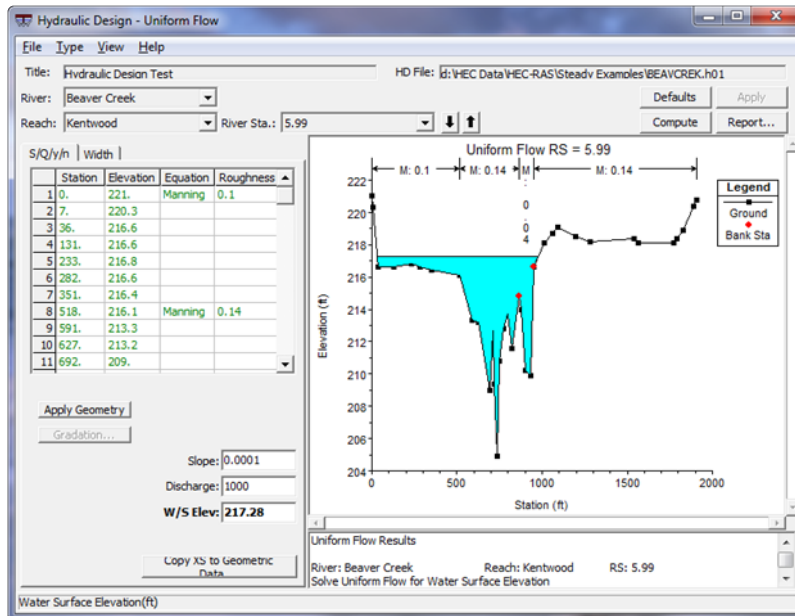 Hydraulic Design - Uniform Flow
File Type View Help
Title: Hydraulic Design Test HD File: d:\HEC Data\HEC-RAS\Steady Examples\BEAVCREK.h01
River: Beaver Creek Defaults Apply
Reach: Kentwood River Sta.: 5.99 Compute Report...
S/Q/y/n Width
Station Elevation Equation Roughness
1 0. 221. Manning 0.1
2 7. 220.3
3 36. 216.6
4 131. 216.6
5 233. 216.8
6 282. 216.6
7 351. 216.4
8 518. 216.1 Manning 0.14
9 591. 213.3
10 627. 213.2
11 692. 209.
Apply Geometry
Gradation...
Slope: 0.0001
Discharge: 1000
W/S Elev: 217.28
Copy XS to Geometric Data
Uniform Flow RS = 5.99
M: 0.1 M: 0.14 M: 0.04 M: 0.14
222
220
218
216
214
212
210
208
206
204
Elevation (ft)
0 500 1000 1500 2000
Station (ft)
Legend
Ground
Bank Sta
Uniform Flow Results
River: Beaver Creek Reach: Kentwood RS: 5.99
Solve Uniform Flow for Water Surface Elevation
Water Surface Elevation(ft)